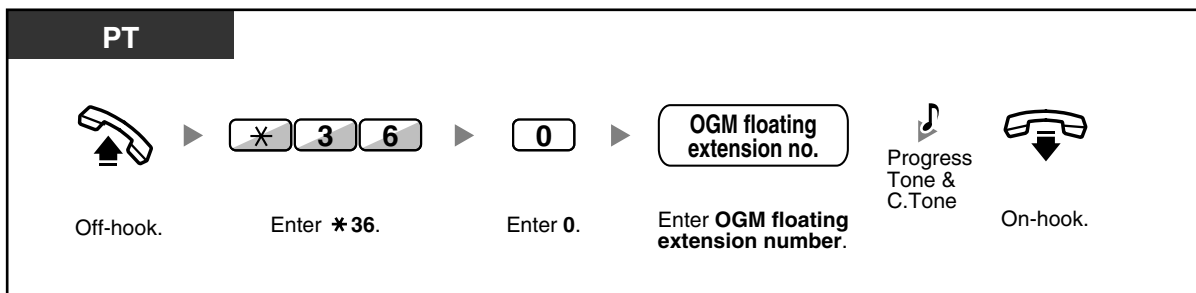 PT
* 3 6
0
OGM floating
extension no.
Progress
Tone &
C.Tone
Off-hook.
Enter *36.
Enter 0.
Enter OGM floating
extension number.
On-hook.